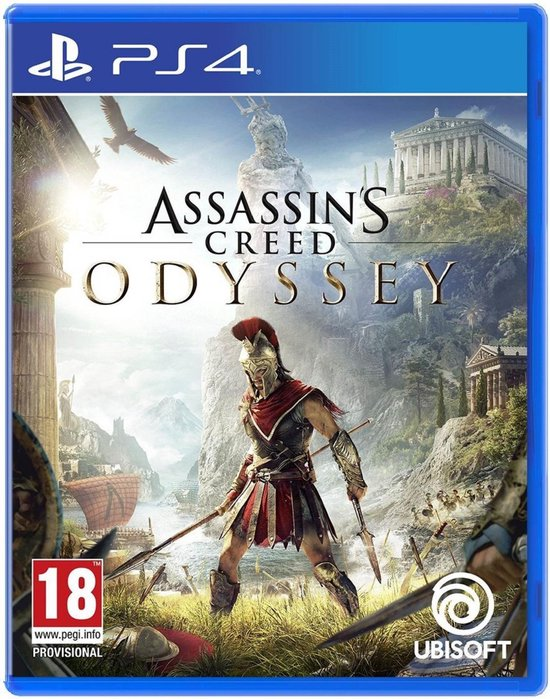 PS4
ASSASSIN'S
CREED
ODYSSEY
18
www.pegi.info
PROVISIONAL
UBISOFT